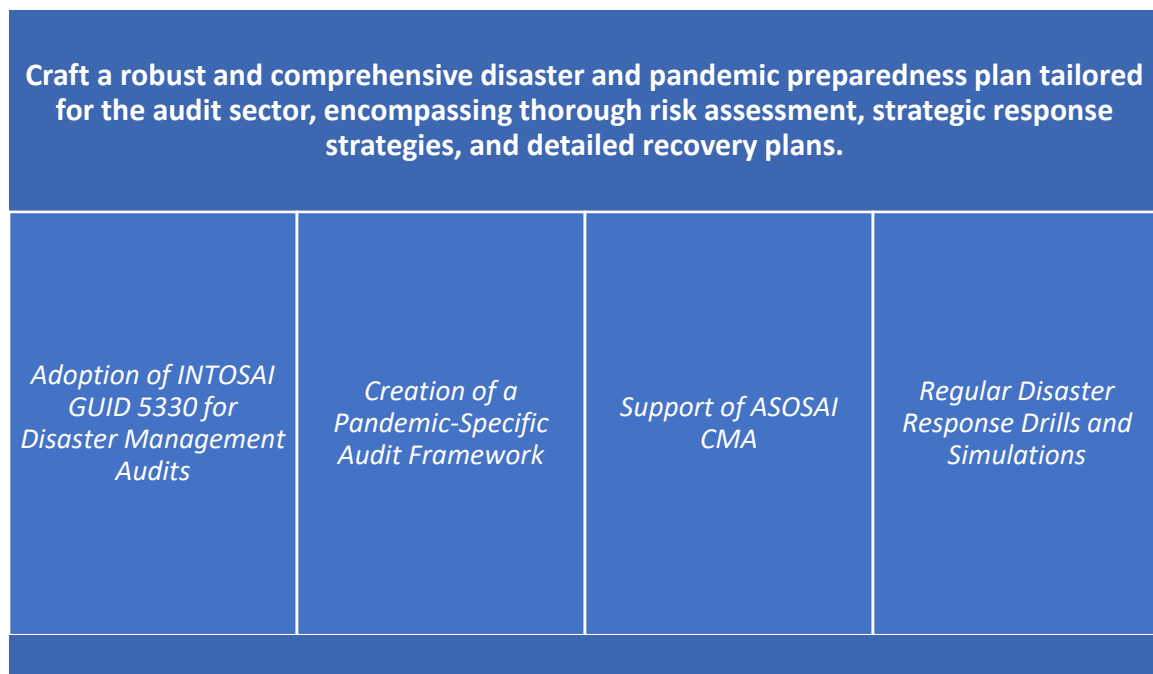 Craft a robust and comprehensive disaster and pandemic preparedness plan tailored
for the audit sector, encompassing thorough risk assessment, strategic response
strategies, and detailed recovery plans.
Adoption of INTOSAI
GUID 5330 for
Disaster Management
Audits
Creation of a
Pandemic-Specific
Audit Framework
Support of ASOSAI
CMA
Regular Disaster
Response Drills and
Simulations